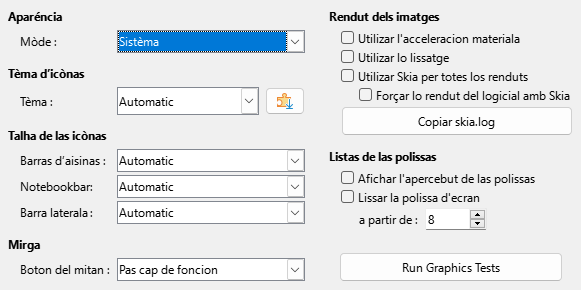 Aparéncia
Mòde :
Sistèma
Tèma d'icònas
Tèma :
Automatic
Talha de las icònas
Barras d'aisinas :
Automatic
Notebookbar:
Automatic
Barra laterala :
Automatic
Mirga
Boton del mitan :
Pas cap de foncion
Rendut dels imatges
Utilizar l'acceleracion materiala
Utilizar lo lissatge
Utilizar Skia per totes los renduts
Forçar lo rendut del logicial amb Skia
Copiar skia.log
Listas de las polissas
Afichar l'apercebut de las polissas
Lissar la polissa d'ecran
a partir de :
8
Run Graphics Tests